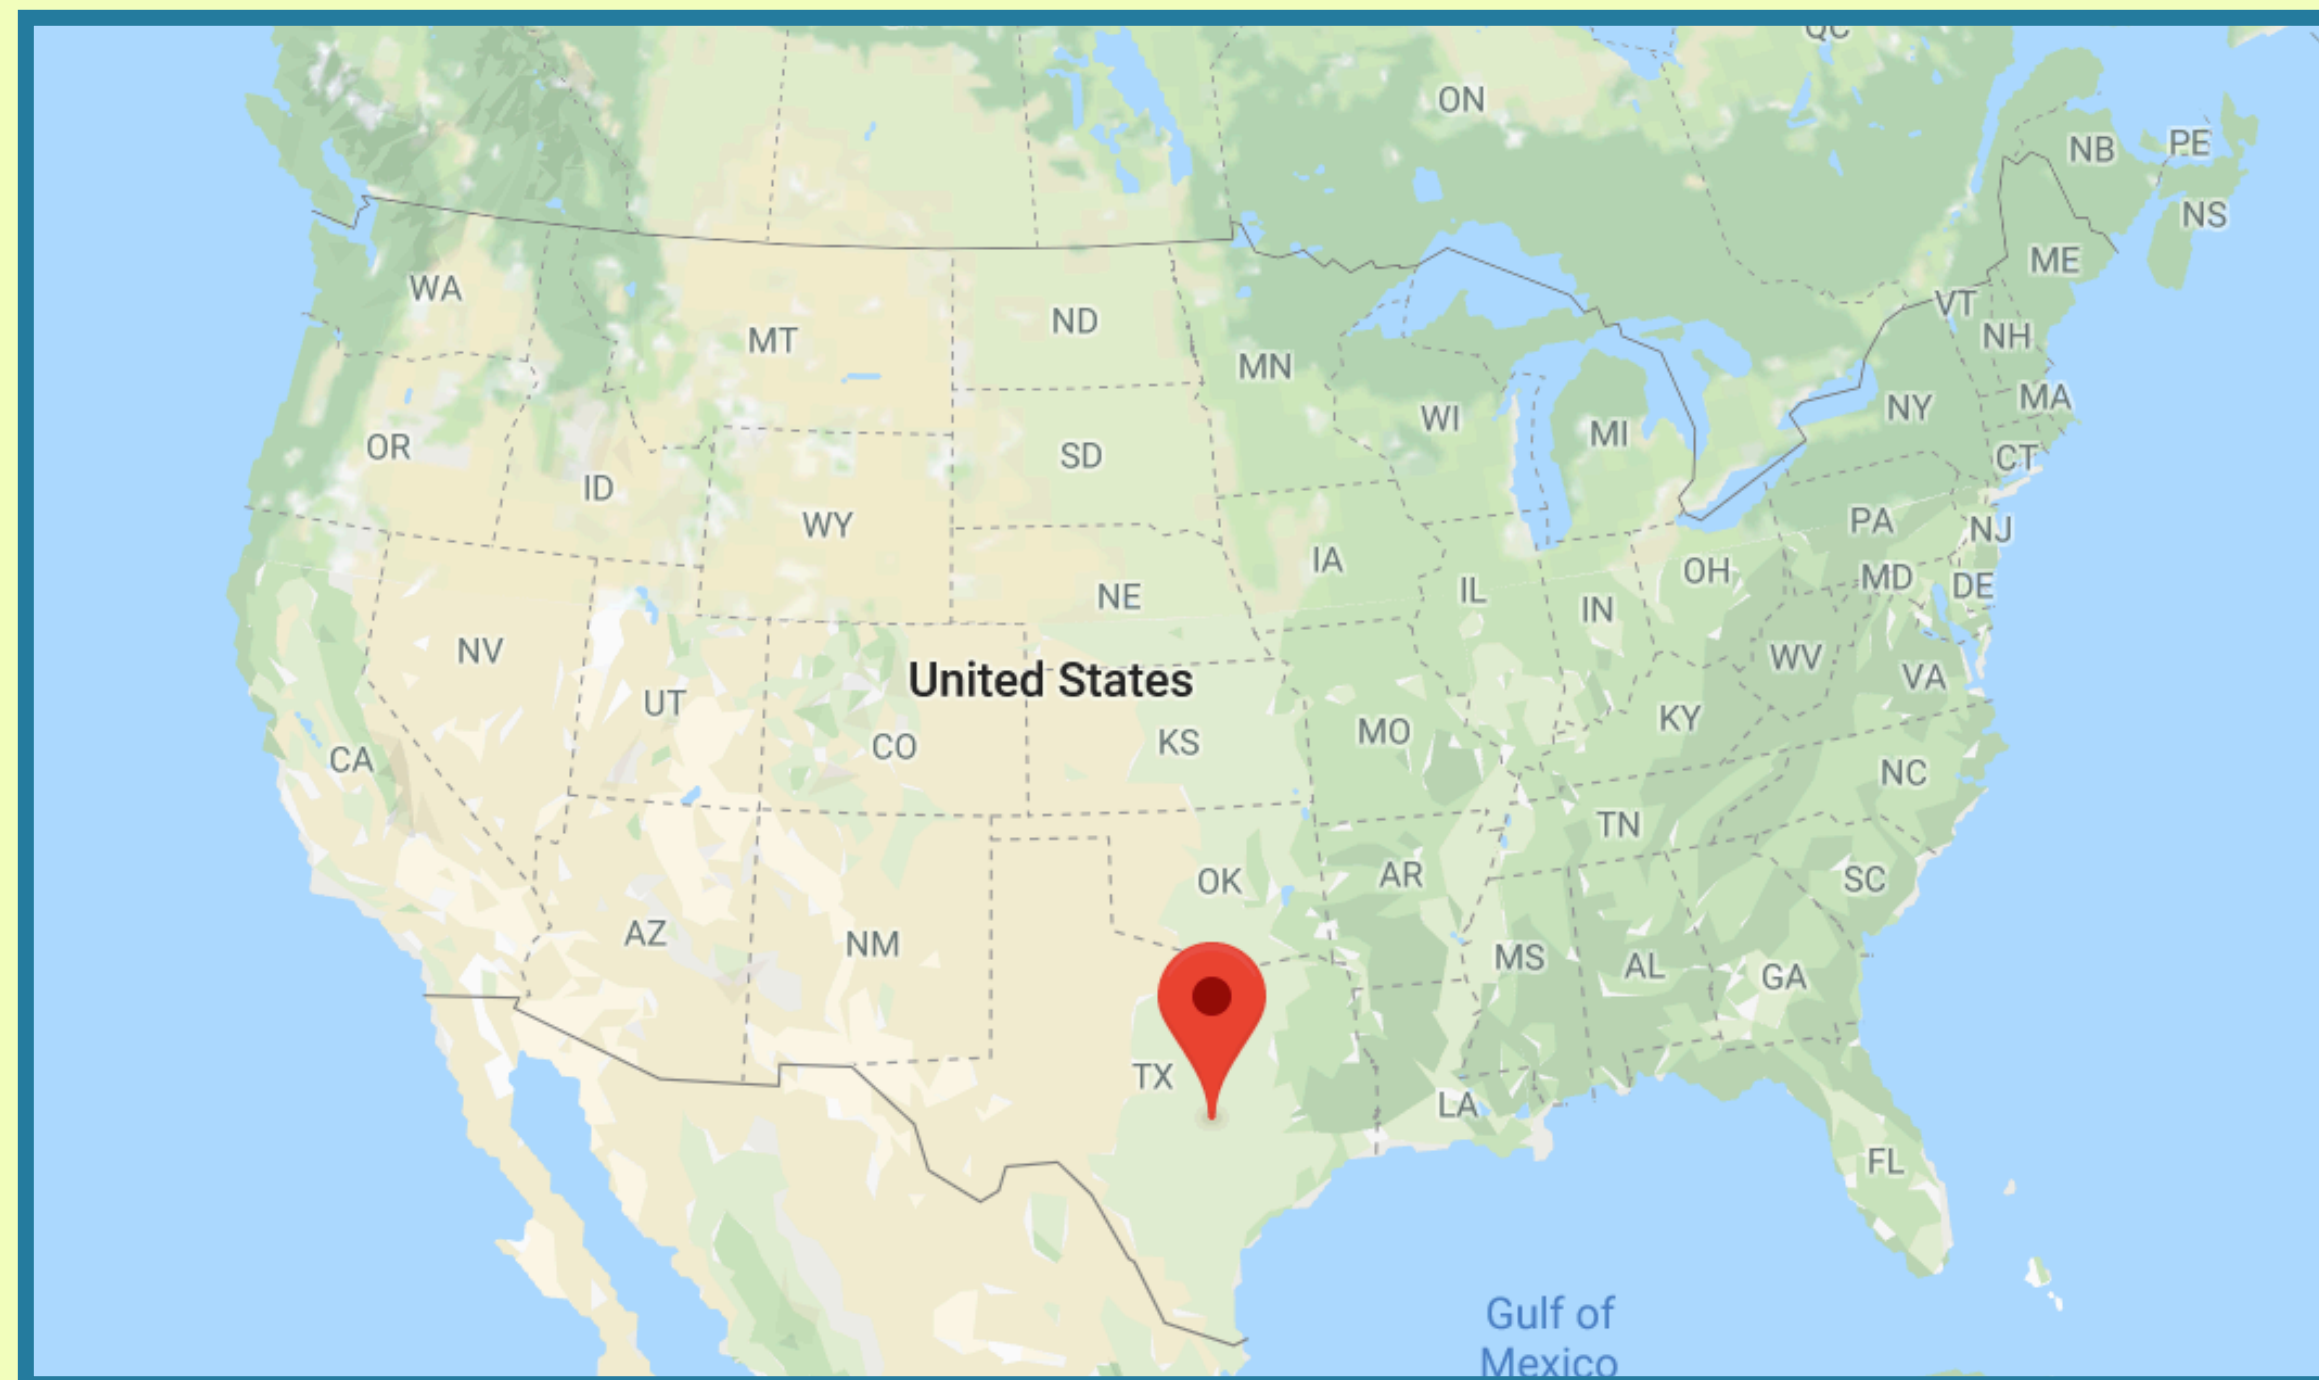 QC
ON
NB
PE
NS
ME
WA
VT
ND
NH
MT
MN
MA
NY
WI
MI
OR
SD
CT
ID
PA
WY
NJ
IA
OH
MD
DE
IL
NE
IN
NV
WV
United States
VA
UT
KY
MO
KS
CO
CA
NC
TN
AR
OK
SC
AZ
NM
MS
AL
GA
TX
LA
FL
Gulf of
Mexico